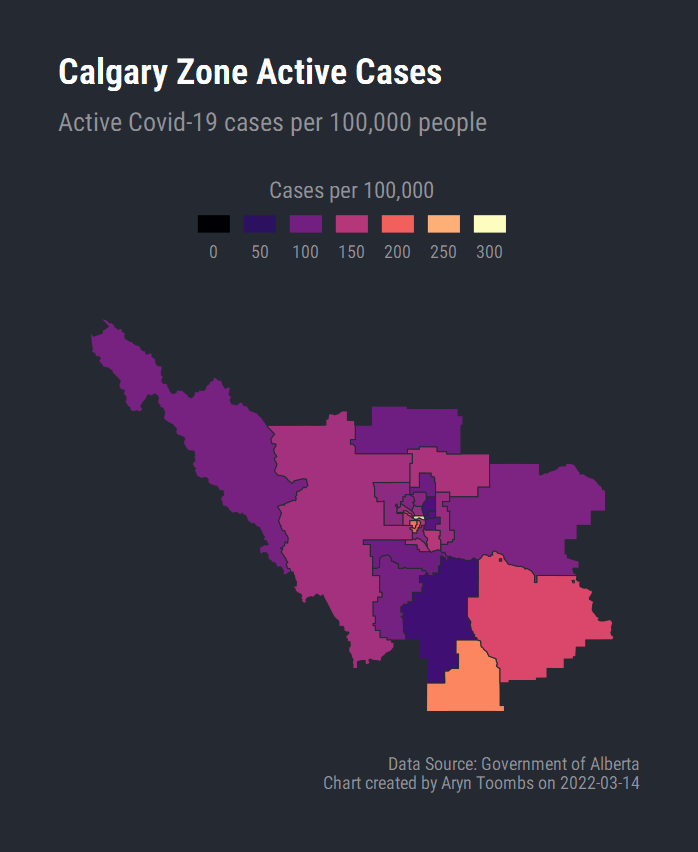 Calgary Zone Active Cases
Active Covid-19 cases per 100,000 people
Cases per 100,000
0 50 100 150 200 250 300
Data Source: Government of Alberta
Chart created by Aryn Toombs on 2022-03-14